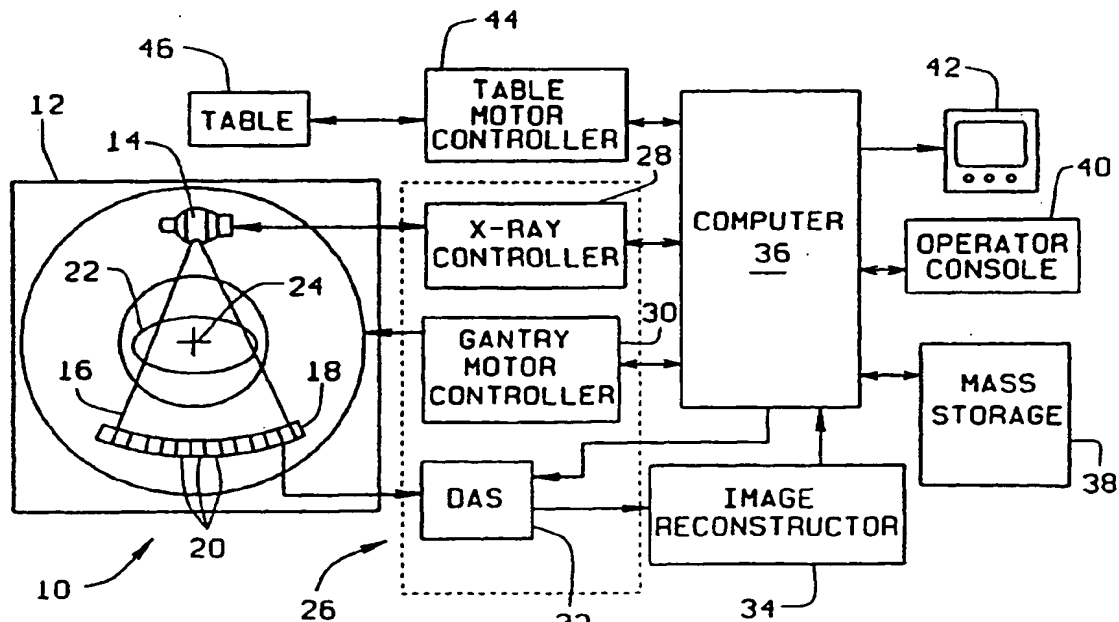 44
46
42
12
TABLE
TABLE
MOTOR
CONTROLLER
14
28
40
X-RAY
CONTROLLER
COMPUTER
36
OPERATOR
CONSOLE
22
24
30
GANTRY
MOTOR
CONTROLLER
16
18
MASS
STORAGE
DAS
IMAGE
RECONSTRUCTOR
38
20
10
26
34